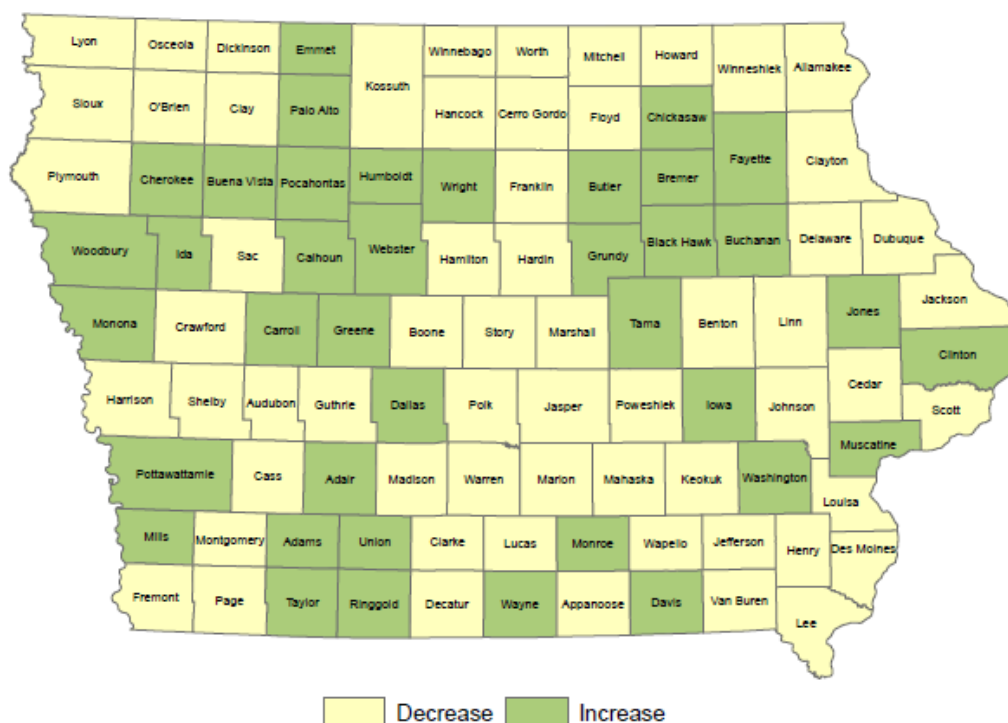 Lyon
Osceola
Dickinson
Emmet
Kossuth
Winnebago
Worth
Mitchell
Howard
Winneshiek
Allamakee
Sioux
O'Brien
Clay
Palo Alto
Hancock
Cerro Gordo
Floyd
Chickasaw
Fayette
Clayton
Plymouth
Cherokee
Buena Vista
Pocahontas
Humboldt
Wright
Franklin
Butler
Bremer
Woodbury
Ida
Sac
Calhoun
Webster
Hamilton
Hardin
Grundy
Black Hawk
Buchanan
Delaware
Dubuque
Monona
Crawford
Carroll
Greene
Boone
Story
Marshall
Tama
Benton
Linn
Jones
Jackson
Clinton
Harrison
Shelby
Audubon
Guthrie
Dallas
Polk
Jasper
Poweshiek
Iowa
Johnson
Cedar
Scott
Muscatine
Pottawattamie
Cass
Adair
Madison
Warren
Marion
Mahaska
Keokuk
Washington
Louisa
Mills
Montgomery
Adams
Union
Clarke
Lucas
Monroe
Wapello
Jefferson
Henry
Des Moines
Fremont
Page
Taylor
Ringgold
Decatur
Wayne
Appanoose
Davis
Van Buren
Lee
Decrease
Increase